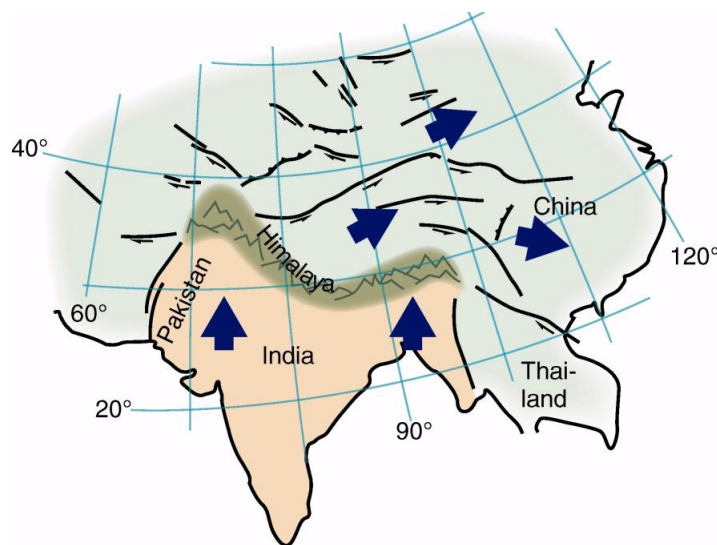 40°
China
Himalaya
120°
60°
Pakistan
India
Thai-
land
20°
90°